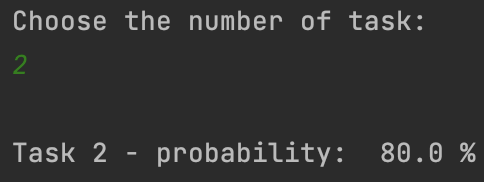 Choose the number of task:
2
Task 2 - probability:  80.0 %